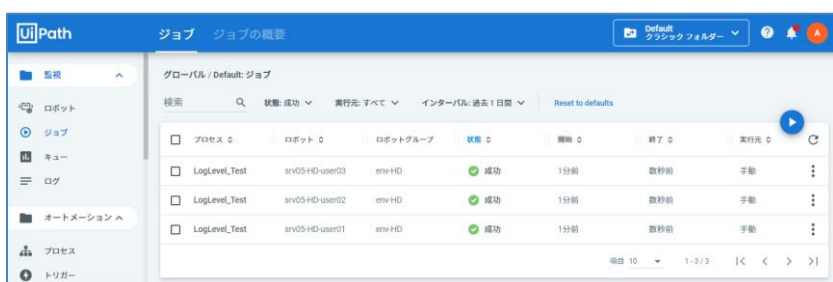 UiPath
ジョブ ジョブの概要
Default
クラシック フォルダー
A
監視
ロボット
ジョブ
キュー
ログ
オートメーション
プロセス
トリガー
グローバル / Default: ジョブ
検索 状態: 成功 実行元: すべて インターバル: 過去 1 日間 Reset to defaults
プロセス ロボット ロボットグループ 状態 開始 終了 実行元
LogLevel_Test srv05-HD-user03 env-HD 成功 1分前 数秒前 手動
LogLevel_Test srv05-HD-user02 env-HD 成功 1分前 数秒前 手動
LogLevel_Test srv05-HD-user01 env-HD 成功 1分前 数秒前 手動
項目 10 1 - 3 / 3